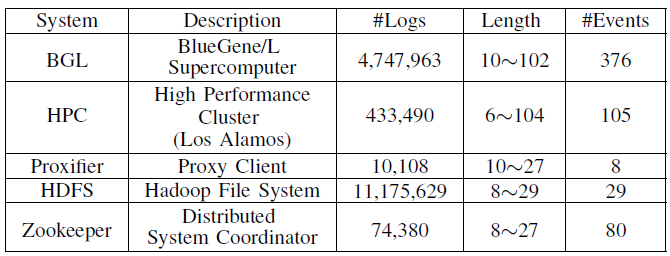 System Description #Logs Length #Events
BGL BlueGene/L Supercomputer 4,747,963 10∼102 376
HPC High Performance Cluster (Los Alamos) 433,490 6∼104 105
Proxifier Proxy Client 10,108 10∼27 8
HDFS Hadoop File System 11,175,629 8∼29 29
Zookeeper Distributed System Coordinator 74,380 8∼27 80